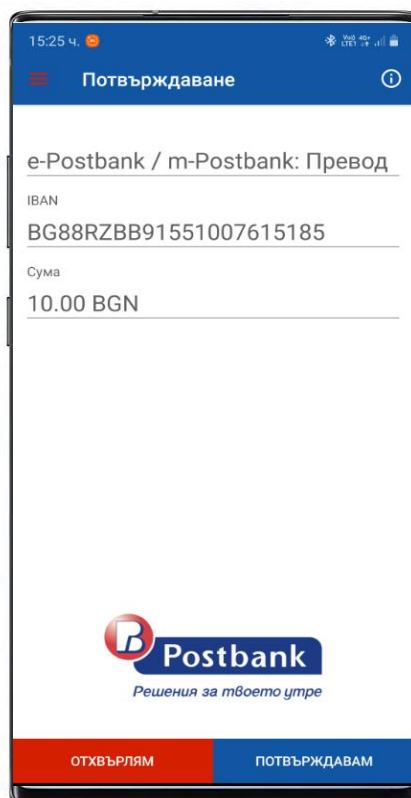 15:25 ч.
Потвърждаване
e-Postbank / m-Postbank: Превод
IBAN
BG88RZBB91551007615185
Сума
10.00 BGN
Postbank
Решения за твоето утре
ОТХВЪРЛЯМ
ПОТВЪРЖДАВАМ